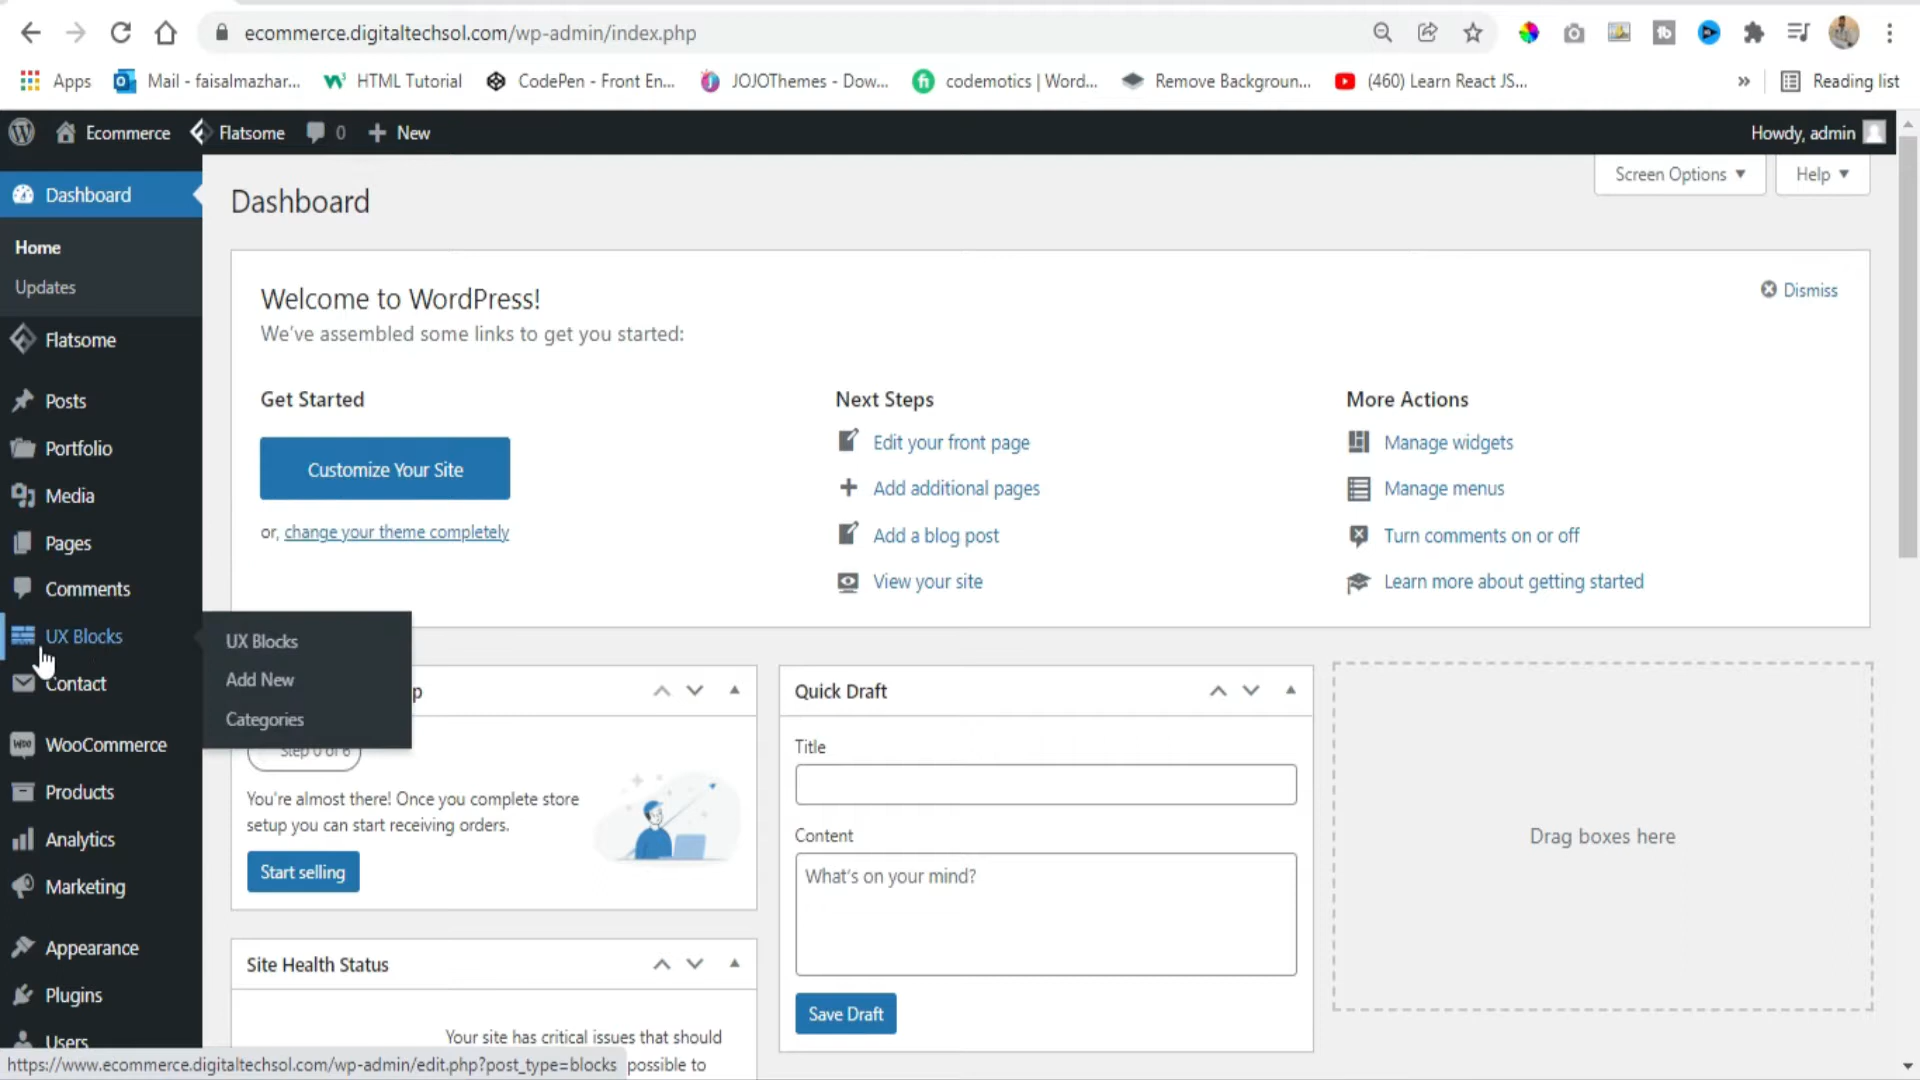 ecommerce.digitaltechsol.com/wp-admin/index.php
Apps
Mail - faisalmazhar...
HTML Tutorial
CodePen - Front En...
JOJOThemes - Dow...
codemotics | Word...
Remove Backgroun...
(460) Learn React JS...
»
Reading list
Ecommerce
Flatsome
0
New
Howdy, admin
Screen Options
Help
Dashboard
Home
Updates
Flatsome
Posts
Portfolio
Media
Pages
Comments
UX Blocks
Contact
WooCommerce
Products
Analytics
Marketing
Appearance
Plugins
Users
UX Blocks
Add New
Categories
Dashboard
Welcome to WordPress!
We've assembled some links to get you started:
Dismiss
Get Started
Customize Your Site
or, change your theme completely
Next Steps
Edit your front page
Add additional pages
Add a blog post
View your site
More Actions
Manage widgets
Manage menus
Turn comments on or off
Learn more about getting started
p
Step 0 of 6
You're almost there! Once you complete store
setup you can start receiving orders.
Start selling
Site Health Status
Your site has critical issues that should
possible to
Quick Draft
Title
Content
What's on your mind?
Save Draft
Drag boxes here
https://www.ecommerce.digitaltechsol.com/wp-admin/edit.php?post_type=blocks